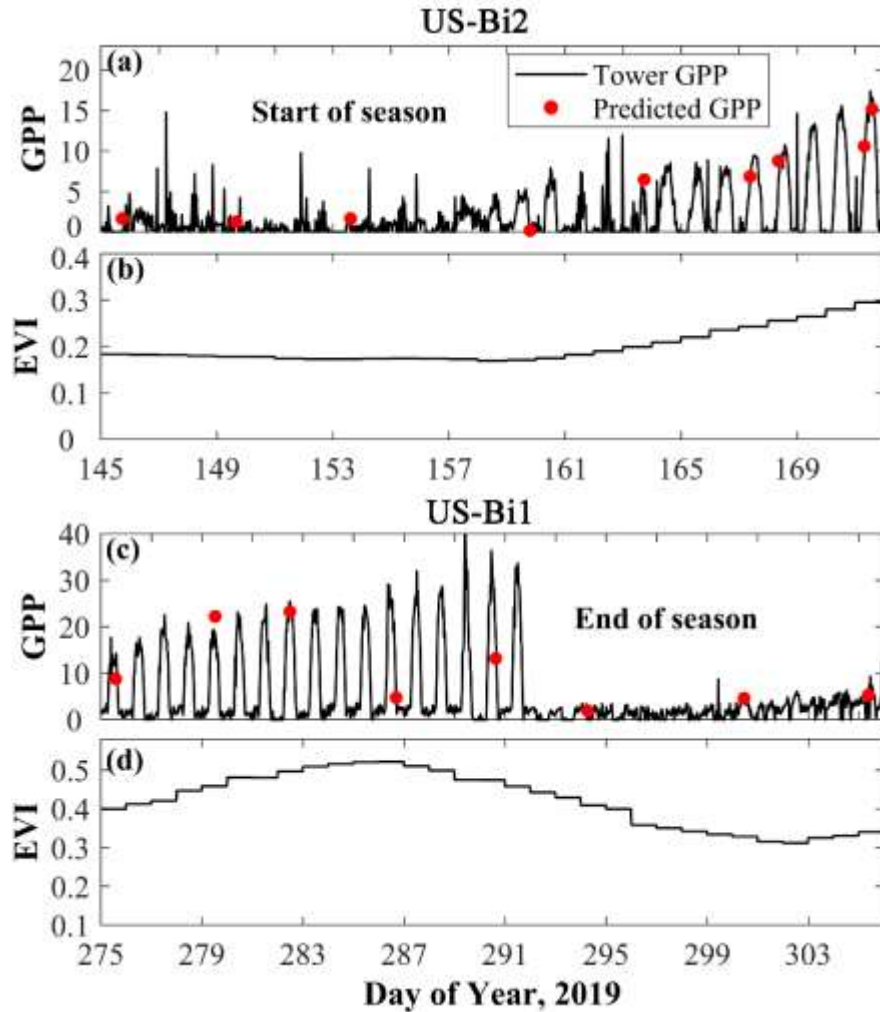 US-Bi2
(a)
20
15
10
5
0
GPP
Start of season
Tower GPP
Predicted GPP
(b)
0.4
0.3
0.2
0.1
0
EVI
145 149 153 157 161 165 169
US-Bi1
(c)
40
30
20
10
0
GPP
End of season
(d)
0.5
0.4
0.3
0.2
0.1
EVI
275 279 283 287 291 295 299 303
Day of Year, 2019